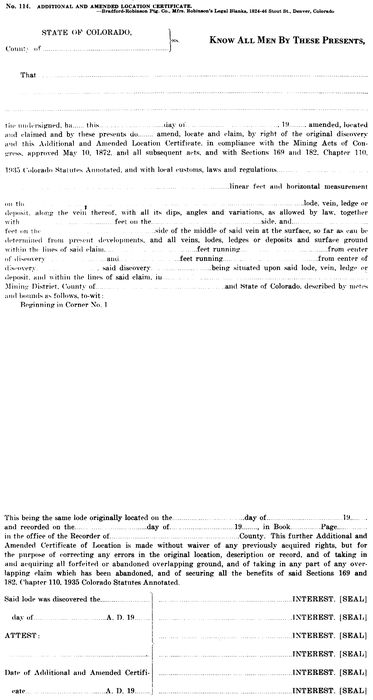 No. 114. ADDITIONAL AND AMENDED LOCATION CERTIFICATE.
—Bradford-Robinson Ptg. Co., Mfrs. Robinson's Legal Blanks, 1824-46 Stout St., Denver, Colorado
STATE OF COLORADO, } ss. KNOW ALL MEN BY THESE PRESENTS,
County of
That
the undersigned, ha...... this..............................day of........................................, 19........ amended, located
and claimed and by these presents do........ amend, locate and claim, by right of the original discovery
and this Additional and Amended Location Certificate, in compliance with the Mining Acts of Con-
gress, approved May 10, 1872, and all subsequent acts, and with Sections 169 and 182, Chapter 110,
1935 Colorado Statutes Annotated, and with local customs, laws and regulations
linear feet and horizontal measurement
on th..............................lode, vein, ledge or
deposit, along the vein thereof, with all its dips, angles and variations, as allowed by law, together
with..............................feet on the..............................side, and
feet on the..............................side of the middle of said vein at the surface, so far as can be
determined from present developments, and all veins, lodes, ledges or deposits and surface ground
within the lines of said claim..............................feet running..............................from center
of discovery..............................and..............................feet running..............................from center of
discovery..............................said discovery..............................being situated upon said lode, vein, ledge or
deposit, and within the lines of said claim, in
Mining District, County of..............................and State of Colorado, described by metes
and bounds as follows, to-wit:
Beginning in Corner No. 1
This being the same lode originally located on the..............................day of..............................19
and recorded on the..............................day of..............................19........, in Book..........Page
in the office of the Recorder of..............................County. This further Additional and
Amended Certificate of Location is made without waiver of any previously acquired rights, but for
the purpose of correcting any errors in the original location, description or record, and of taking in
and acquiring all forfeited or abandoned overlapping ground, and of taking in any part of any over-
lapping claim which has been abandoned, and of securing all the benefits of said Sections 169 and
182, Chapter 110, 1935 Colorado Statutes Annotated.
Said lode was discovered the....................INTEREST. [SEAL]
day of....................A. D. 19....................INTEREST. [SEAL]
ATTEST: ....................INTEREST. [SEAL]
....................INTEREST. [SEAL]
Date of Additional and Amended Certifi-....................INTEREST. [SEAL]
cate....................A. D. 19....................INTEREST. [SEAL]